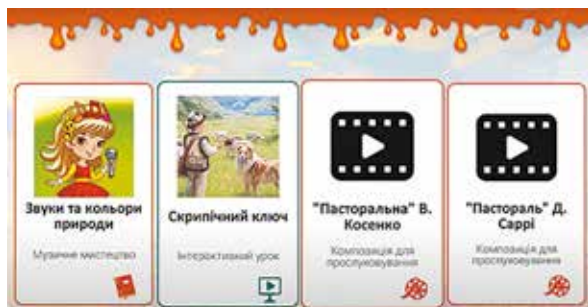 Звуки та кольори
природи
Музичне мистецтво
Скрипічний ключ
Інтерактивний урок
"Пасторальна" В.
Косенко
Композиція для
прослуховування
"Пастораль" Д.
Саррі
Композиція для
прослуховування